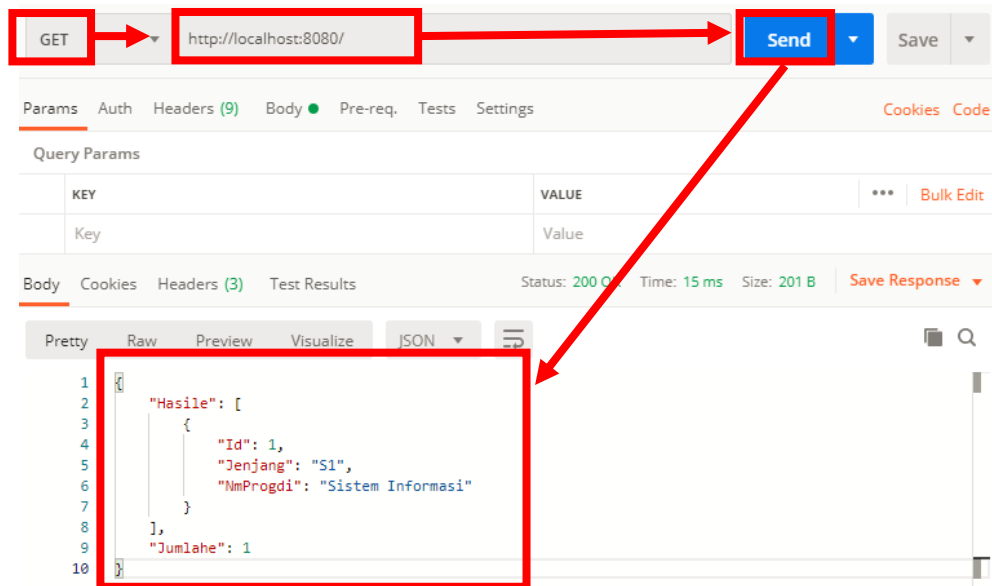 GET http://localhost:8080/ Send Save
Params Auth Headers (9) Body Pre-req. Tests Settings Cookies Code
Query Params
KEY VALUE ••• Bulk Edit
Key Value
Body Cookies Headers (3) Test Results Status: 200 Time: 15 ms Size: 201 B Save Response
Pretty Raw Preview Visualize JSON
1 {
2 "Hasile": [
3 {
4 "Id": 1,
5 "Jenjang": "S1",
6 "NmProgdi": "Sistem Informasi"
7 }
8 ],
9 "Jumlahe": 1
10 }